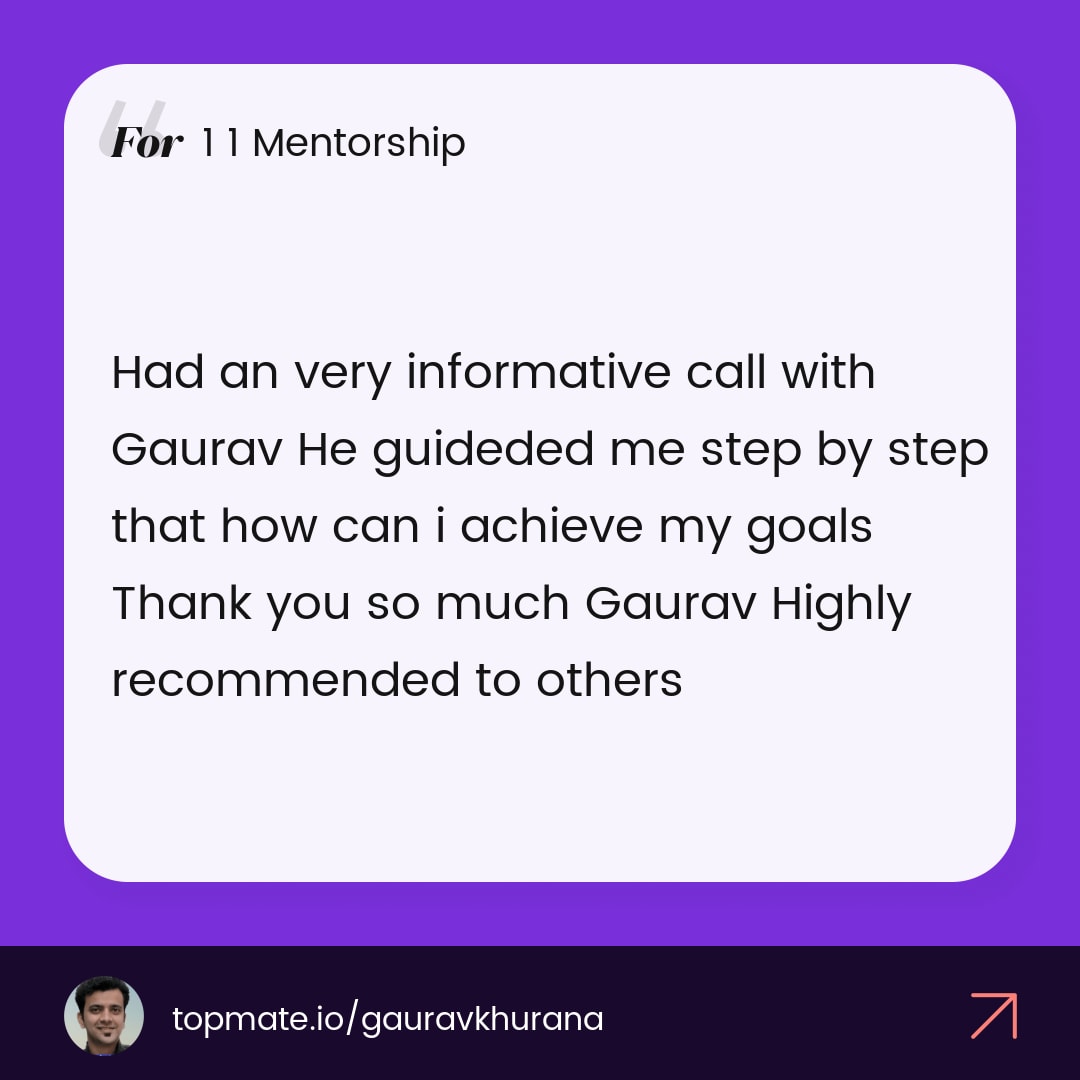 For 1 1 Mentorship
Had an very informative call with
Gaurav He guideded me step by step
that how can i achieve my goals
Thank you so much Gaurav Highly
recommended to others
topmate.io/gauravkhurana